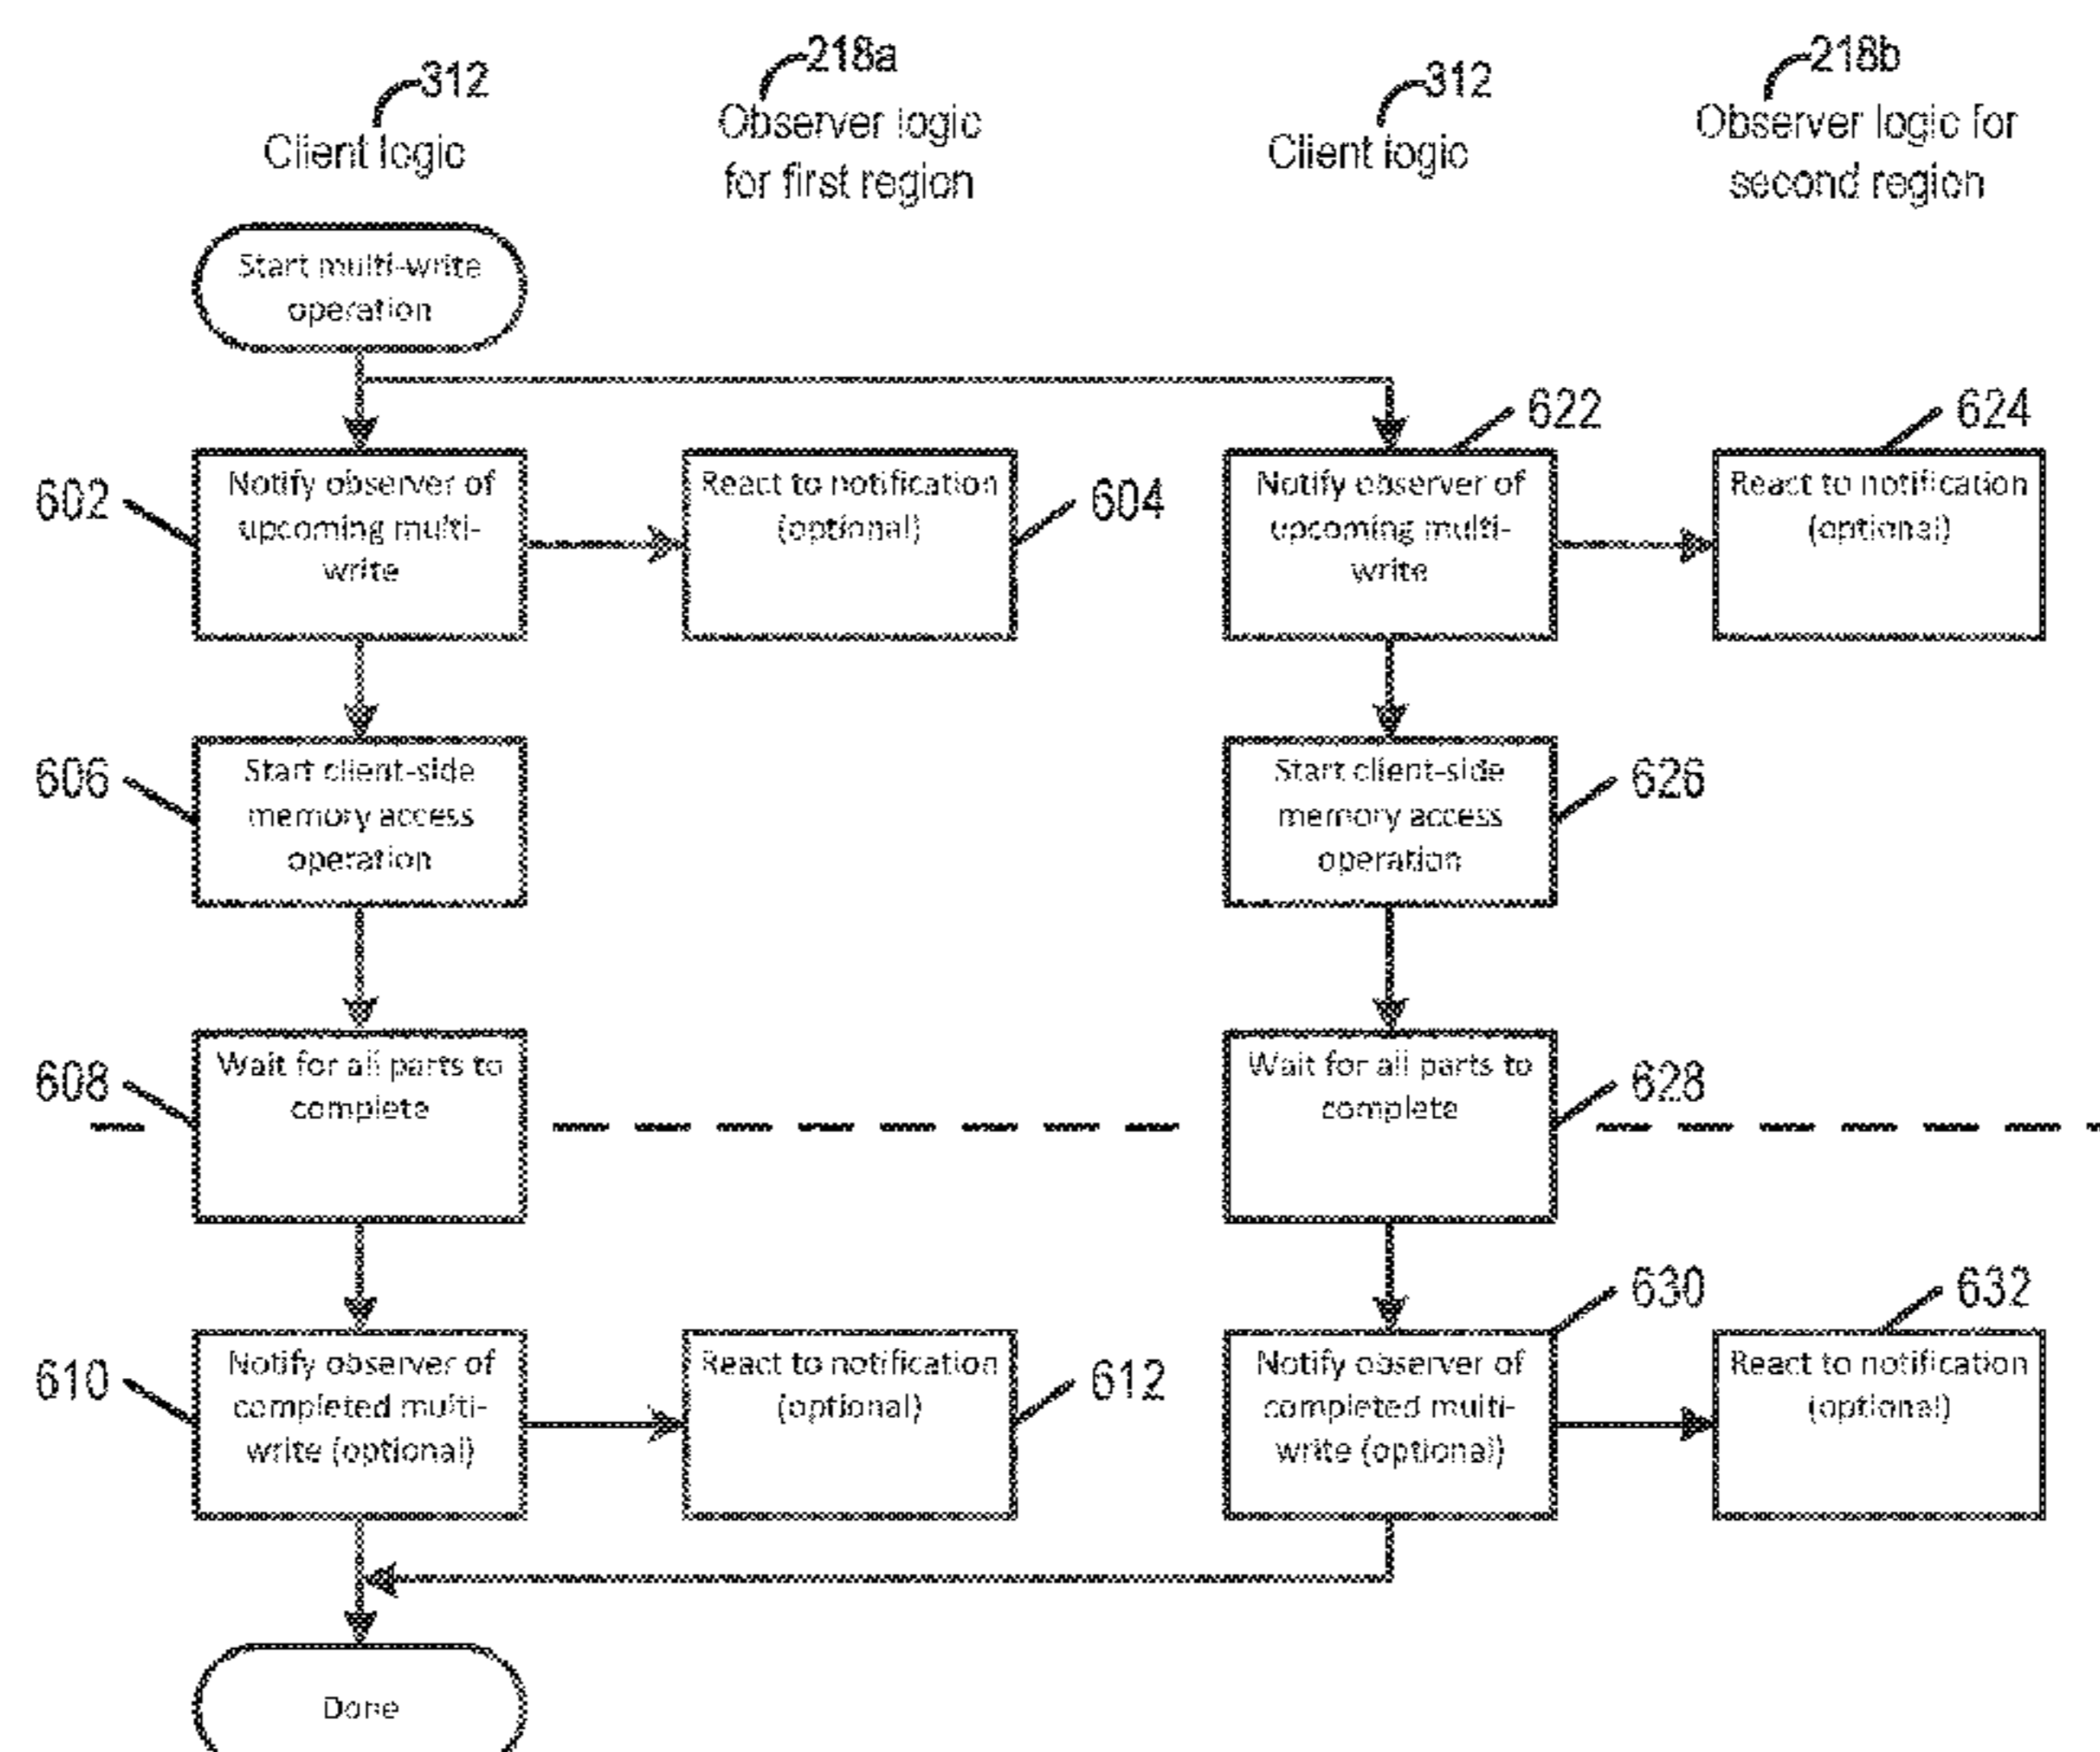 312
Client logic
218a
Observer logic
for first region
312
Client logic
218b
Observer logic for
second region
Start multi-write
operation
602
Notify observer of
upcoming multi-
write
React to notification
(optional)
604
622
Notify observer of
upcoming multi-
write
624
React to notification
(optional)
606
Start client-side
memory access
operation
Start client-side
memory access
operation
626
608
Wait for all parts to
complete
Wait for all parts to
complete
628
610
Notify observer of
completed multi-
write (optional)
React to notification
(optional)
612
630
Notify observer of
completed multi-
write (optional)
632
React to notification
(optional)
Done